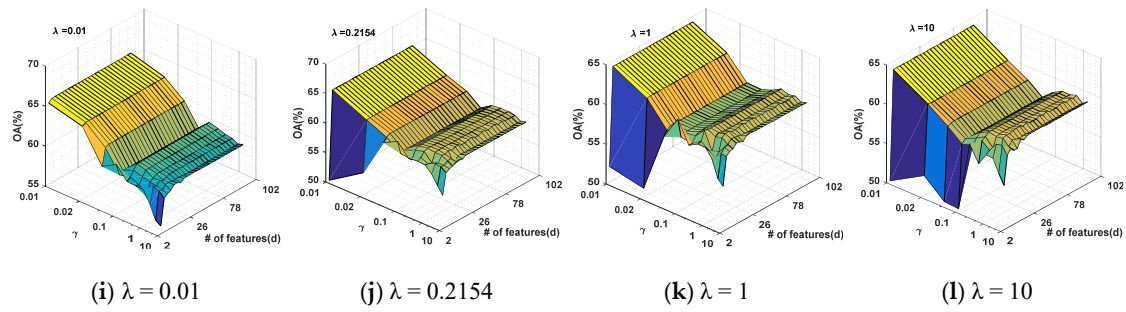 λ =0.01
70
65
60
55
OA(%)
0.01
0.02
0.1
1
10
γ
2
26
78
102
# of features(d)
λ =0.2154
70
65
60
55
50
OA(%)
0.01
0.02
0.1
1
10
γ
2
26
78
102
# of features(d)
λ =1
65
60
55
50
OA(%)
0.01
0.02
0.1
1
10
γ
2
26
78
102
# of features(d)
λ =10
65
60
55
50
OA(%)
0.01
0.02
0.1
1
10
γ
2
26
78
102
# of features(d)
(i) λ = 0.01
(j) λ = 0.2154
(k) λ = 1
(l) λ = 10